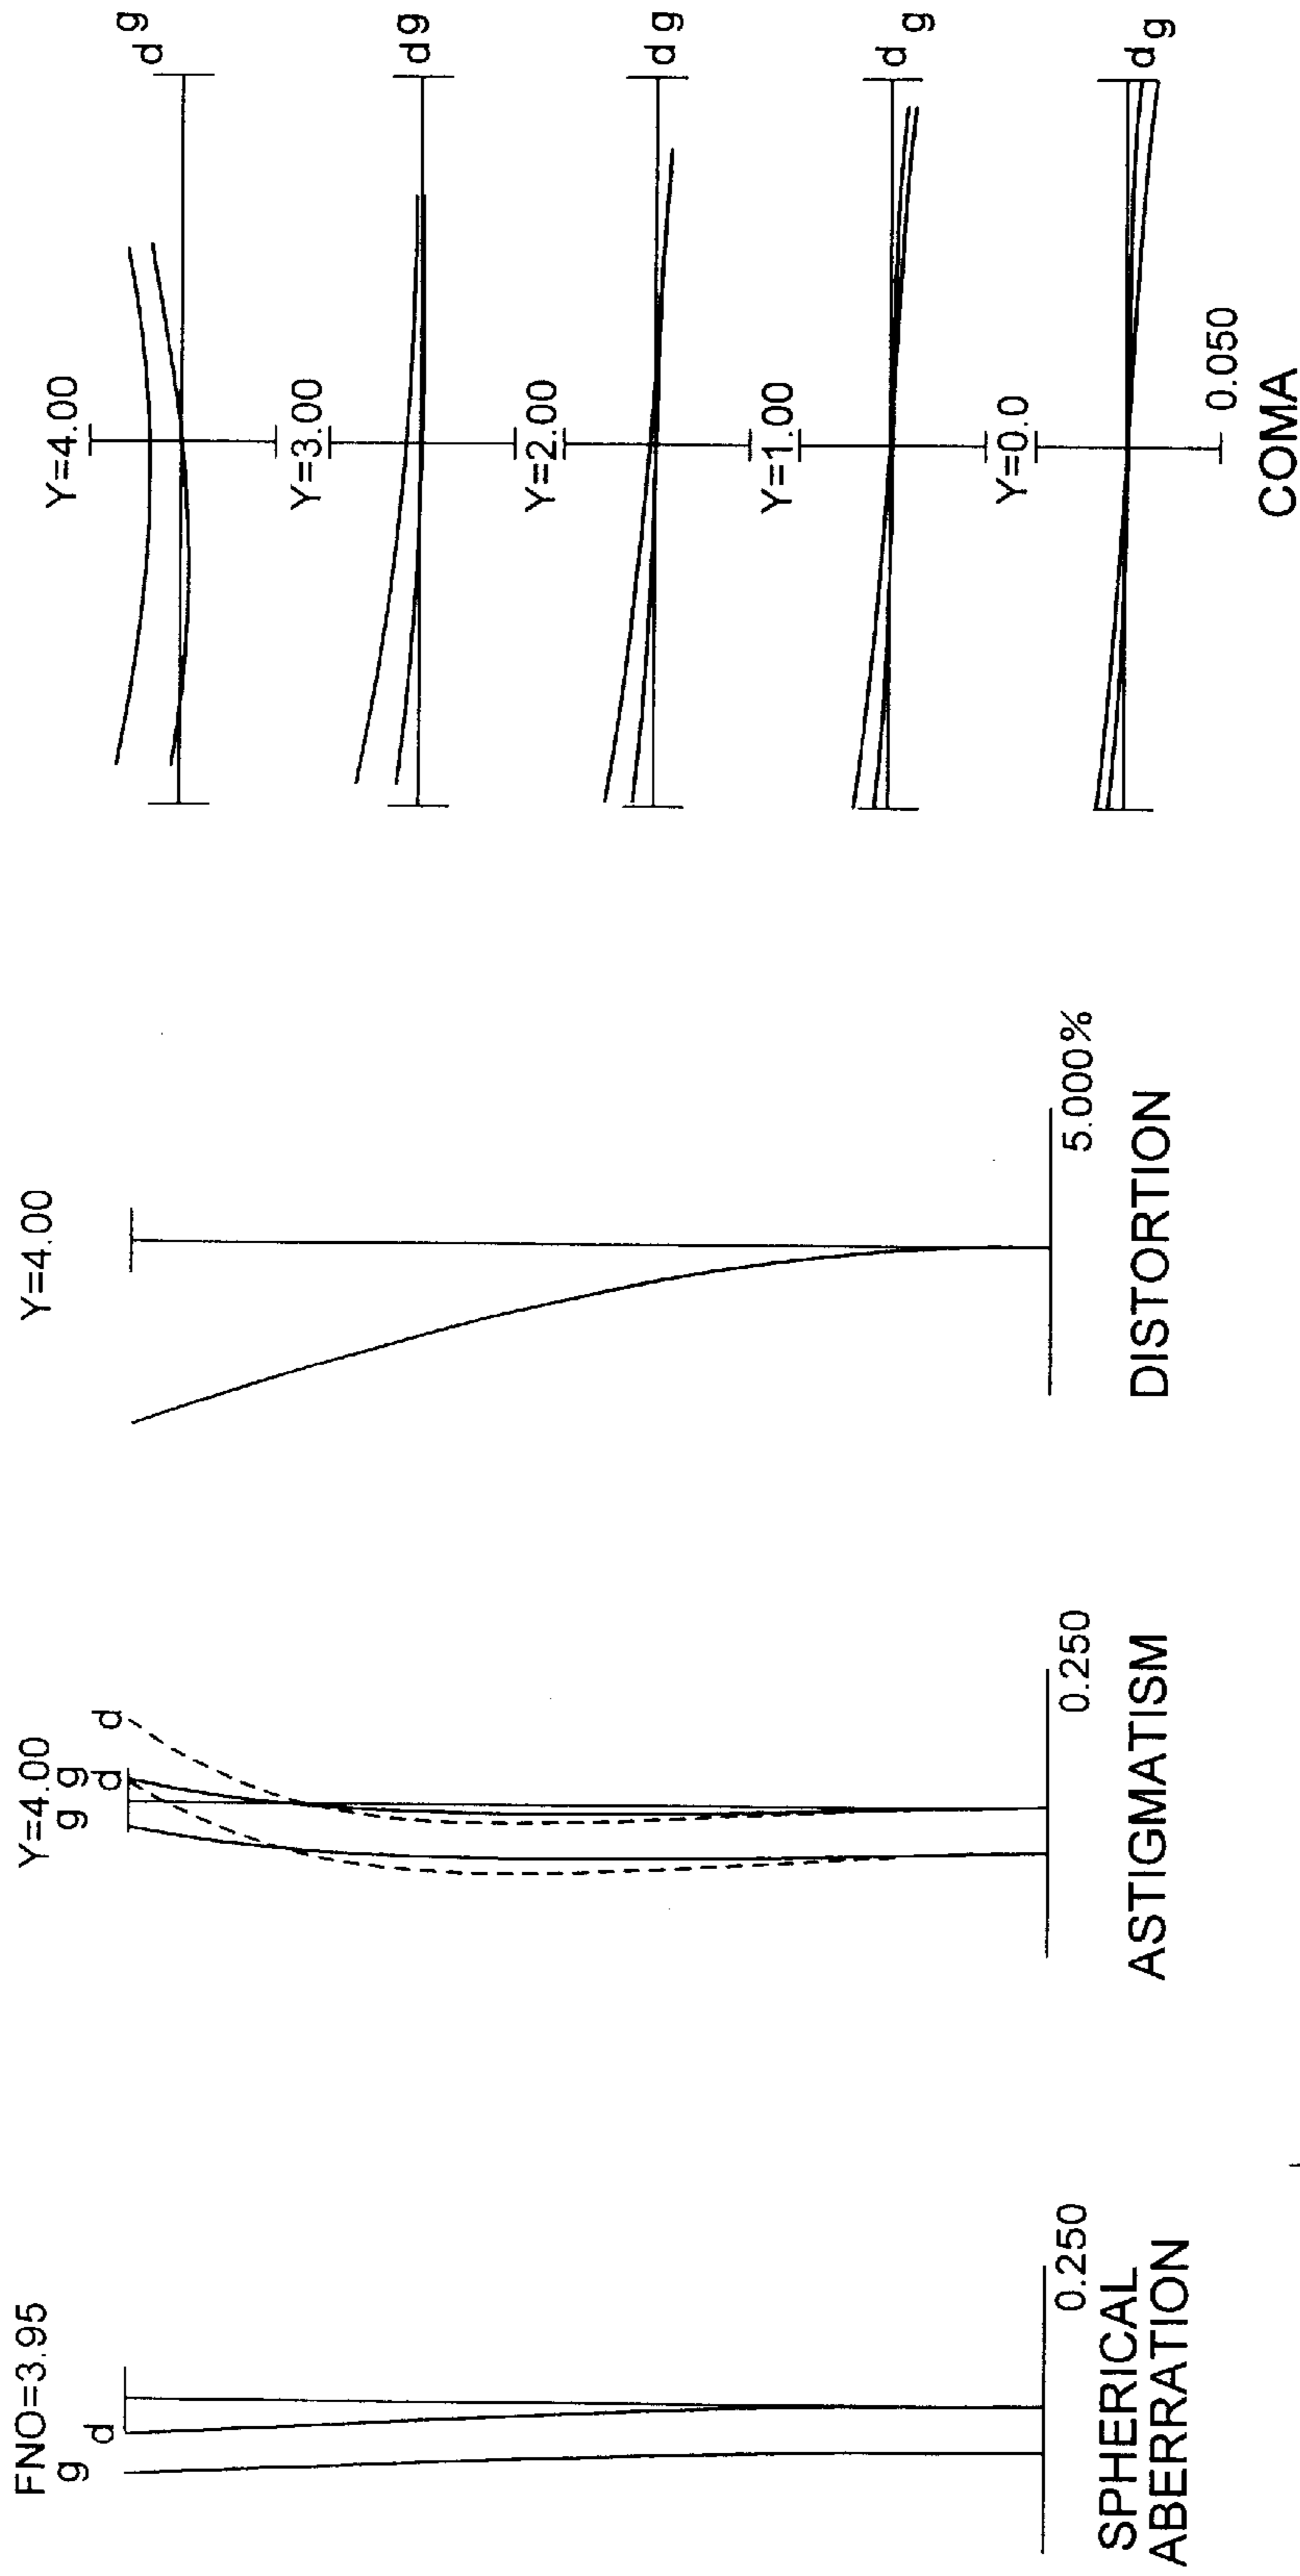 FNO=3.95
g
d
0.250
SPHERICAL
ABERRATION
Y=4.00
g g
d
d
0.250
ASTIGMATISM
Y=4.00
5.000%
DISTORTION
Y=4.00
d g
Y=3.00
d g
Y=2.00
d g
Y=1.00
d g
Y=0.0
d g
0.050
COMA